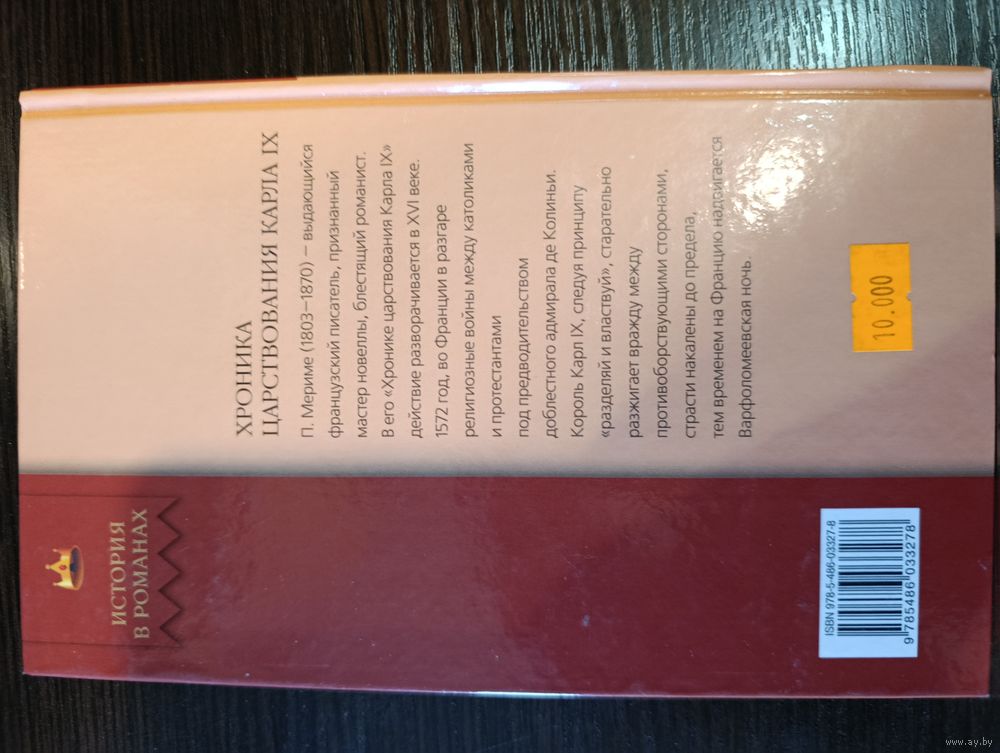 ИСТОРИЯ
В РОМАНАХ
ХРОНИКА
ЦАРСТВОВАНИЯ КАРЛА IX
П. Мериме (1803–1870) – выдающийся
французский писатель, признанный
мастер новеллы, блестящий романист.
В его «Хронике царствования Карла IX»
действие разворачивается в XVI веке.
1572 год, во Франции в разгаре
религиозные войны между католиками
и протестантами
под предводительством
доблестного адмирала де Колиньи.
Король Карл IX, следуя принципу
«разделяй и властвуй», старательно
разжигает вражду между
противоборствующими сторонами,
страсти накалены до предела,
тем временем на Францию надвигается
Варфоломеевская ночь.
10.000
ISBN 978-5-486-03327-8
9 785486 033278
www.ay.by